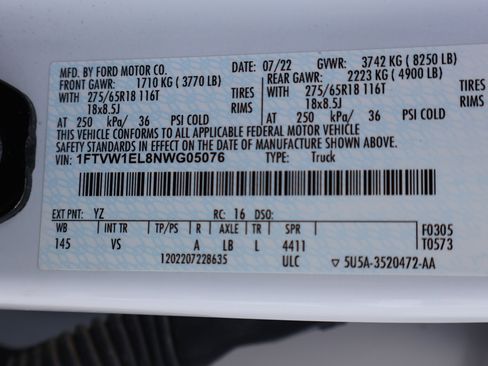 MFD. BY FORD MOTOR CO. DATE: 07/22 GVWR: 3742 KG ( 8250 LB)
FRONT GAWR: 1710 KG ( 3770 LB) REAR GAWR: 2223 KG ( 4900 LB)
WITH 275/65R18 116T TIRES WITH 275/65R18 116T TIRES
18x8.5J RIMS 18x8.5J RIMS
AT 250 kPa/ 36 PSI COLD AT 250 kPa/ 36 PSI COLD
THIS VEHICLE CONFORMS TO ALL APPLICABLE FEDERAL MOTOR VEHICLE
SAFETY STANDARDS IN EFFECT ON THE DATE OF MANUFACTURE SHOWN ABOVE.
VIN: 1FTVW1EL8NWG05076 TYPE: Truck
EXT PNT: YZ RC: 16 DSO:
WB INT TR TP/PS R AXLE TR SPR F0305
145 VS A LB L 4411 T0573
1202207228635 ULC ▽ 5U5A-3520472-AA